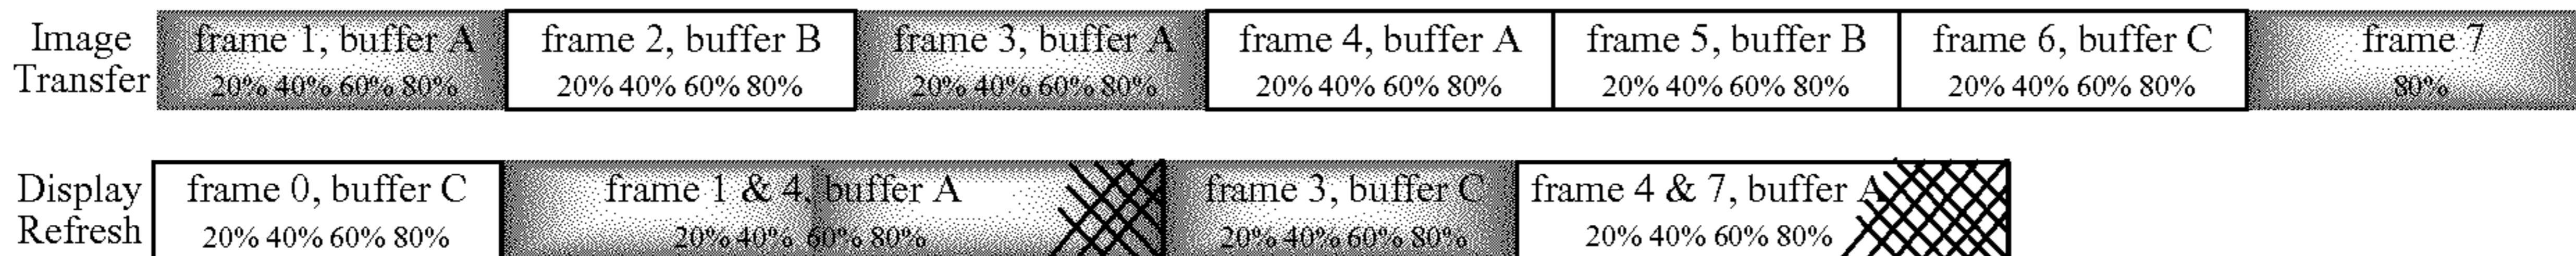 Image Transfer
frame 1, buffer A
20% 40% 60% 80%
frame 2, buffer B
20% 40% 60% 80%
frame 3, buffer A
20% 40% 60% 80%
frame 4, buffer A
20% 40% 60% 80%
frame 5, buffer B
20% 40% 60% 80%
frame 6, buffer C
20% 40% 60% 80%
frame 7
80%
Display Refresh
frame 0, buffer C
20% 40% 60% 80%
frame 1 & 4, buffer A
20% 40% 60% 80%
frame 3, buffer C
20% 40% 60% 80%
frame 4 & 7, buffer A
20% 40% 60% 80%